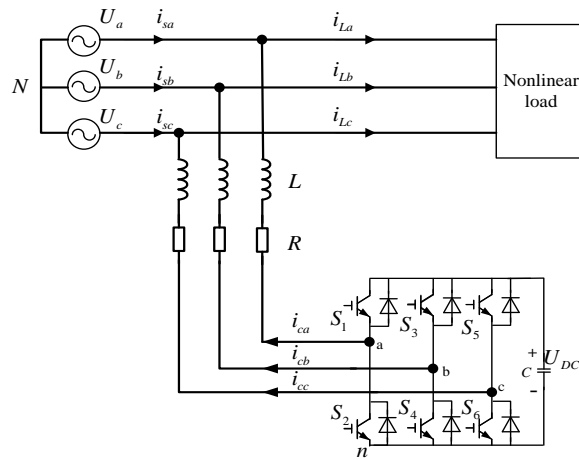 U_a i_sa i_La
N U_b i_sb i_Lb
U_c i_sc i_Lc
Nonlinear
load
L
R
S_1 S_3 S_5
i_ca a
i_cb b
i_cc c
+ C U_DC -
S_2 S_4 S_6
n